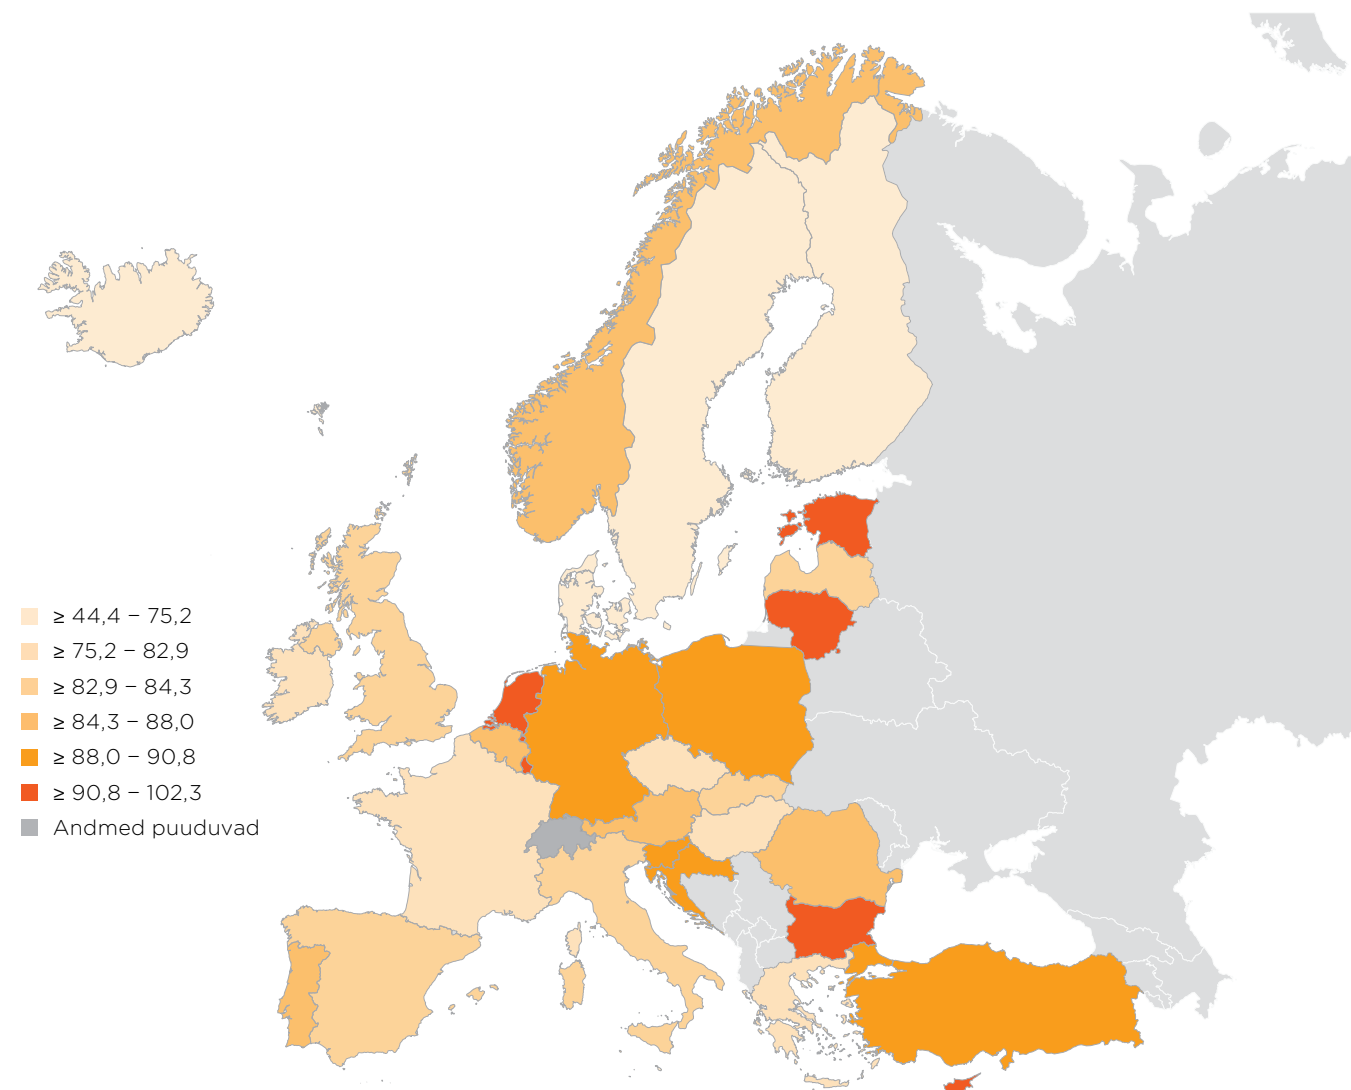 ≥ 44,4 – 75,2
≥ 75,2 – 82,9
≥ 82,9 – 84,3
≥ 84,3 – 88,0
≥ 88,0 – 90,8
≥ 90,8 – 102,3
Andmed puuduvad